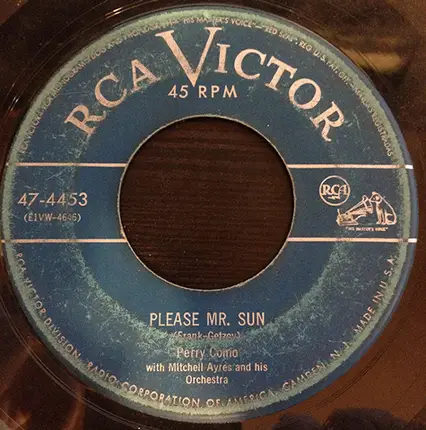 RCA VICTOR
45 RPM
47-4453
(E1VW-4646)
RCA
"HIS MASTER'S VOICE"
PLEASE MR. SUN
(Frank-Getzov)
Perry Como
with Mitchell Ayres and his
Orchestra
RCA VICTOR DIVISION, RADIO CORPORATION OF AMERICA, CAMDEN, N. J. MADE IN U.S.A.